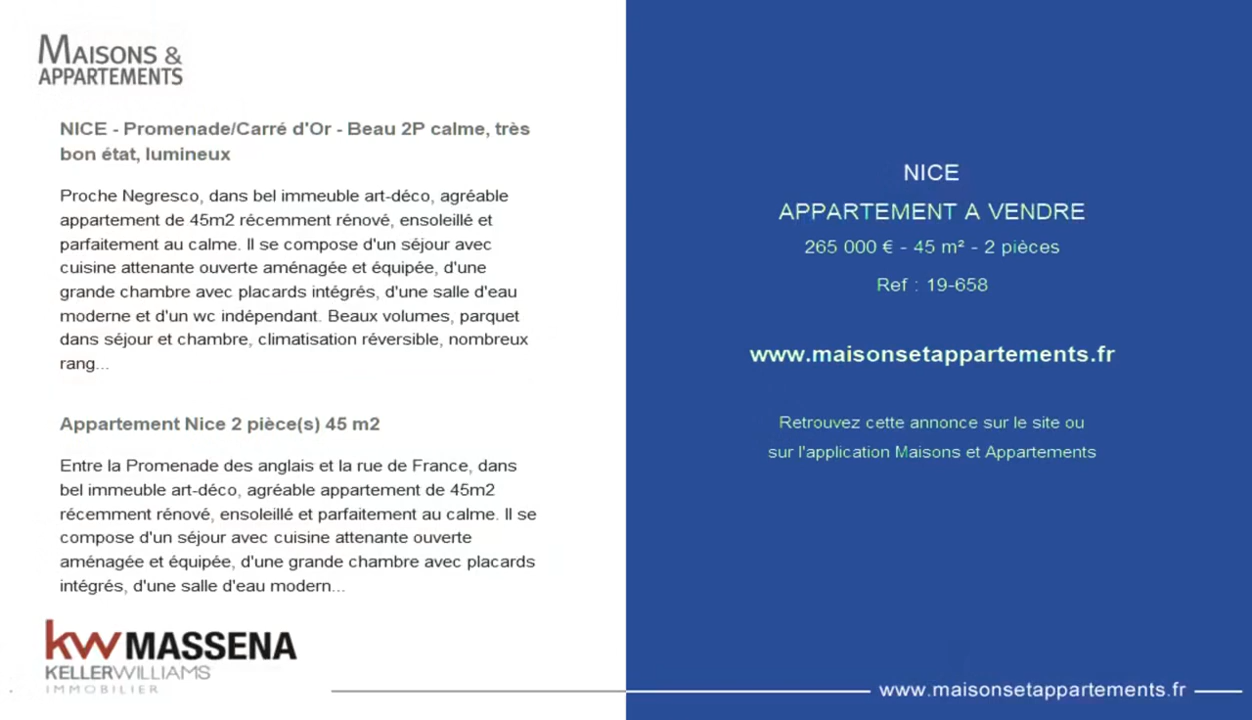 MAISONS &
APPARTEMENTS
NICE - Promenade/Carré d'Or - Beau 2P calme, très
bon état, lumineux
Proche Negresco, dans bel immeuble art-déco, agréable
appartement de 45m2 récemment rénové, ensoleillé et
parfaitement au calme. Il se compose d'un séjour avec
cuisine attenante ouverte aménagée et équipée, d'une
grande chambre avec placards intégrés, d'une salle d'eau
moderne et d'un wc indépendant. Beaux volumes, parquet
dans séjour et chambre, climatisation réversible, nombreux
rang...
Appartement Nice 2 pièce(s) 45 m2
Entre la Promenade des anglais et la rue de France, dans
bel immeuble art-déco, agréable appartement de 45m2
récemment rénové, ensoleillé et parfaitement au calme. Il se
compose d'un séjour avec cuisine attenante ouverte
aménagée et équipée, d'une grande chambre avec placards
intégrés, d'une salle d'eau modern...
kw MASSENA
KELLERWILLIAMS
IMMOBILIER
NICE
APPARTEMENT A VENDRE
265 000 € - 45 m² - 2 pièces
Ref : 19-658
www.maisonsetappartements.fr
Retrouvez cette annonce sur le site ou
sur l'application Maisons et Appartements
www.maisonsetappartements.fr